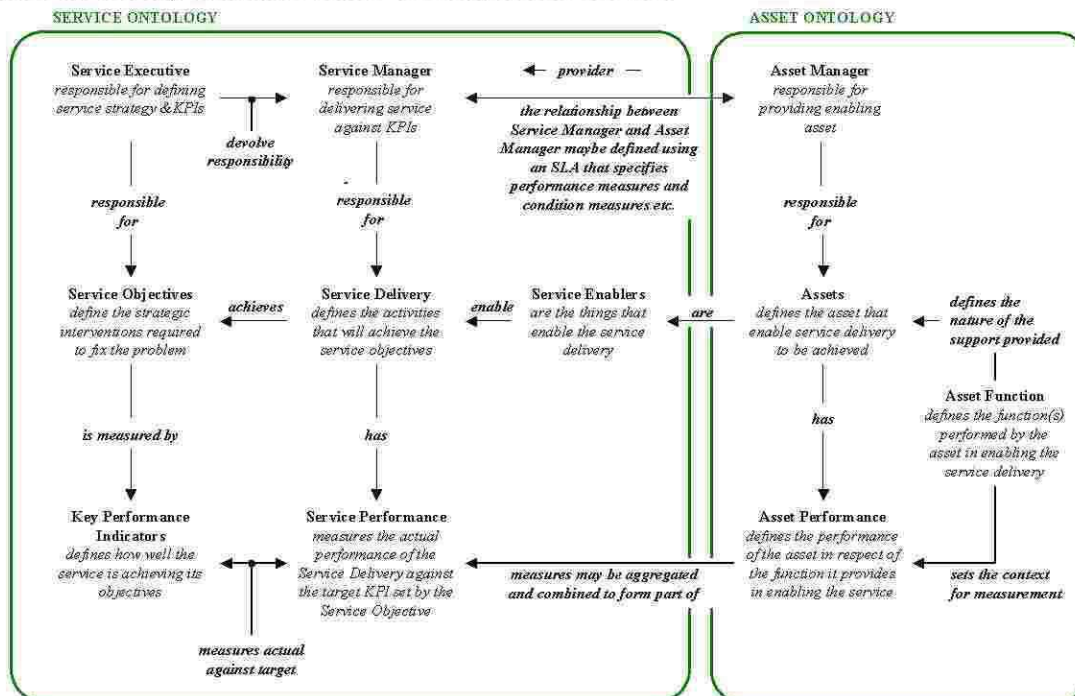 SERVICE ONTOLOGY
ASSET ONTOLOGY
Service Executive
responsible for defining
service strategy &KPIs
Service Manager
responsible for
delivering service
against KPIs
provider
Asset Manager
responsible for
providing enabling
asset
devolve
responsibility
the relationship between
Service Manager and Asset
Manager maybe defined using
an SLA that specifies
performance measures and
condition measures etc.
responsible
for
responsible
for
responsible
for
Service Objectives
define the strategic
interventions required
to fix the problem
achieves
Service Delivery
defines the activities
that will achieve the
service objectives
enable
Service Enablers
are the things that
enable the service
delivery
are
Assets
defines the asset that
enable service delivery
to be achieved
defines the
nature of the
support provided
Asset Function
defines the function(s)
performed by the
asset in enabling the
service delivery
is measured by
has
has
Key Performance
Indicators
defines how well the
service is achieving its
objectives
Service Performance
measures the actual
performance of the
Service Delivery against
the target KPI set by the
Service Objective
measures may be aggregated
and combined to form part of
Asset Performance
defines the performance
of the asset in respect of
the function it provides
in enabling the service
sets the context
for measurement
measures actual
against target